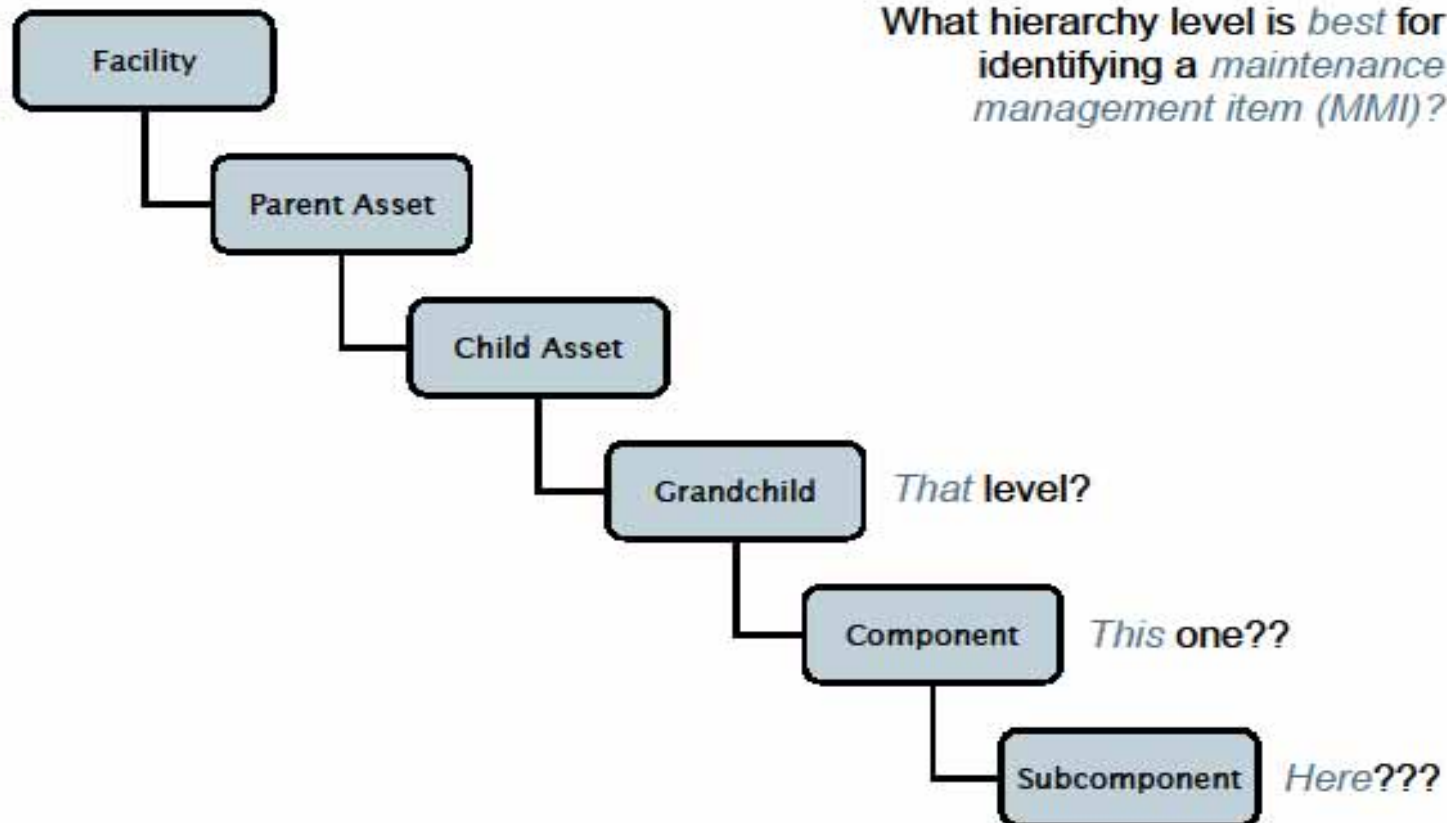 What hierarchy level is best for
identifying a maintenance
management item (MMI)?
Facility
Parent Asset
Child Asset
Grandchild
That level?
Component
This one??
Subcomponent
Here???